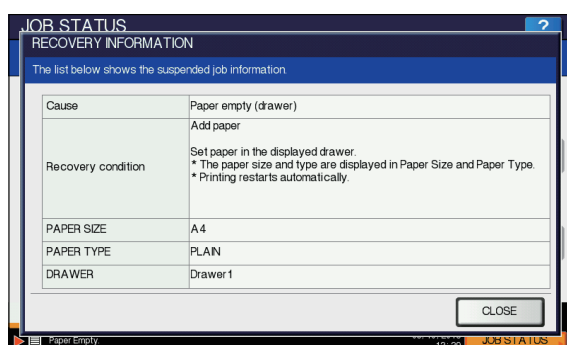 JOB STATUS
?
RECOVERY INFORMATION
The list below shows the suspended job information.
Cause
Paper empty (drawer)
Recovery condition
Add paper
Set paper in the displayed drawer.
* The paper size and type are displayed in Paper Size and Paper Type.
* Printing restarts automatically.
PAPER SIZE
A4
PAPER TYPE
PLAIN
DRAWER
Drawer1
CLOSE
Paper Empty.
JOB STATUS